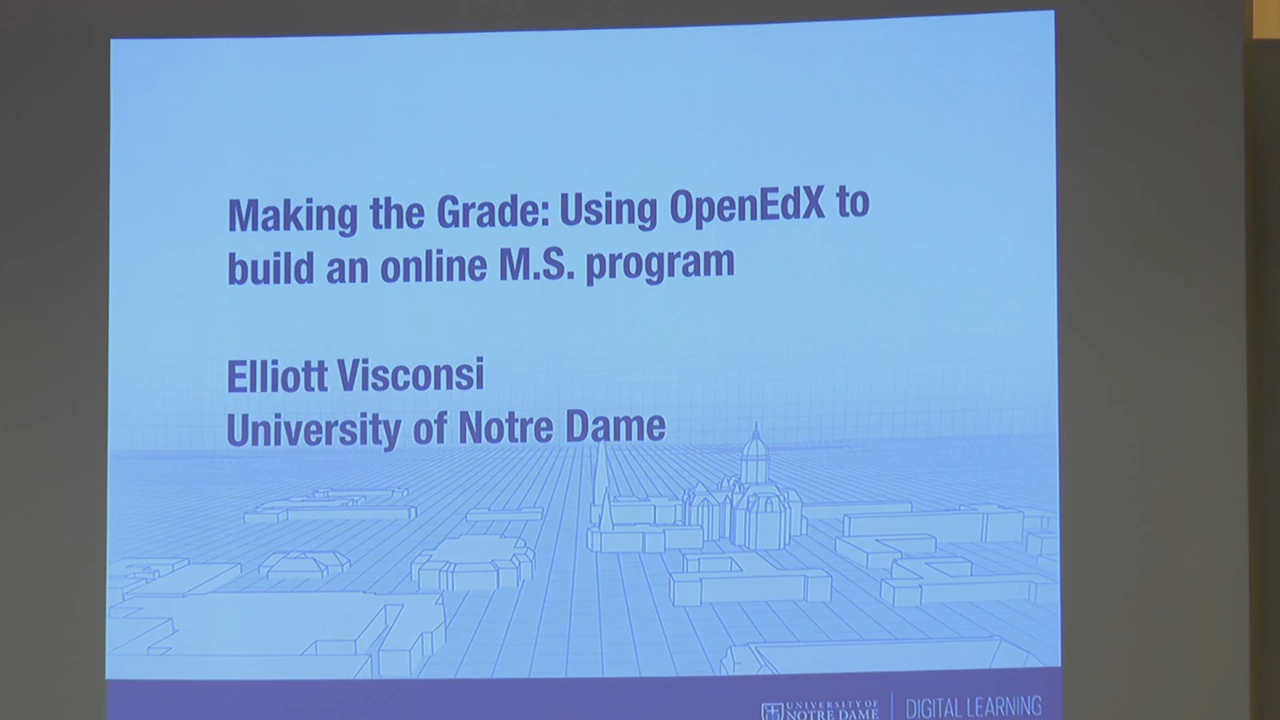 Making the Grade: Using OpenEdX to
build an online M.S. program
Elliott Visconsi
University of Notre Dame
UNIVERSITY OF
NOTRE DAME
DIGITAL LEARNING